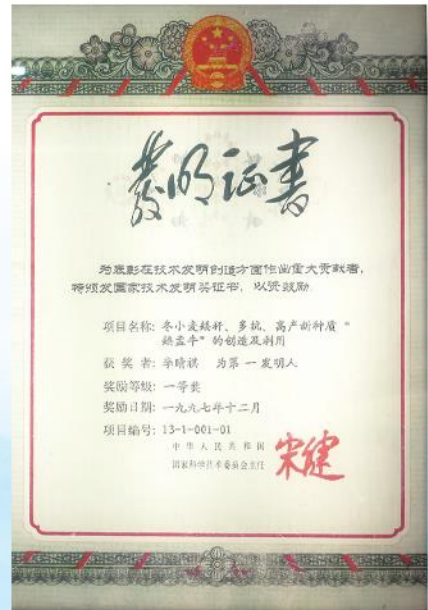 发明证书
为表彰在技术发明创造方面作出重大贡献者，
特颁发国家技术发明奖证书，以资鼓励
项目名称：冬小麦矮秆、多抗、高产新种质“
矮孟牛”的创造及利用
获 奖 者：李晴祺 为第一发明人
奖励等级：一等奖
奖励日期：一九九七年十二月
项目编号：13-1-001-01
中华人民共和国
国家科学技术委员会主任
宋健